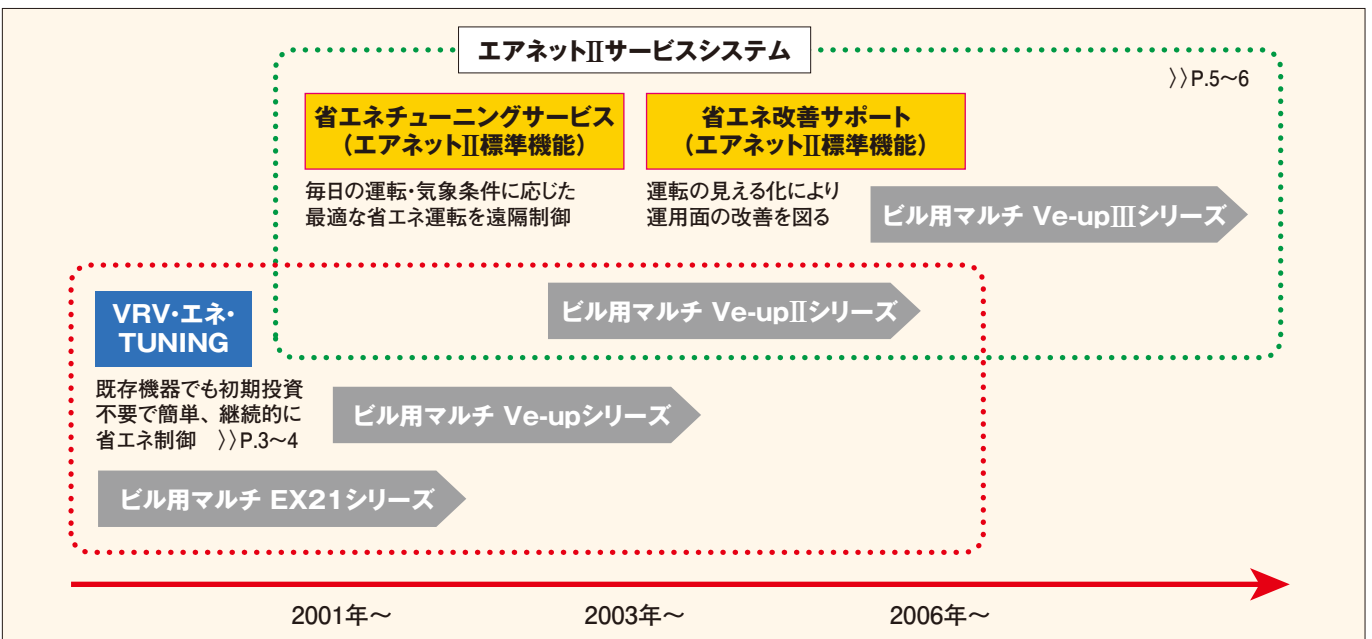 エアネットⅡサービスシステム
〉〉P.5〜6
省エネチューニングサービス
（エアネットⅡ標準機能）
毎日の運転・気象条件に応じた
最適な省エネ運転を遠隔制御
省エネ改善サポート
（エアネットⅡ標準機能）
運転の見える化により
運用面の改善を図る
ビル用マルチ Ve-upⅢシリーズ
VRV・エネ・
TUNING
ビル用マルチ Ve-upⅡシリーズ
既存機器でも初期投資
不要で簡単、継続的に
省エネ制御　〉〉P.3〜4
ビル用マルチ Ve-upシリーズ
ビル用マルチ EX21シリーズ
2001年〜
2003年〜
2006年〜